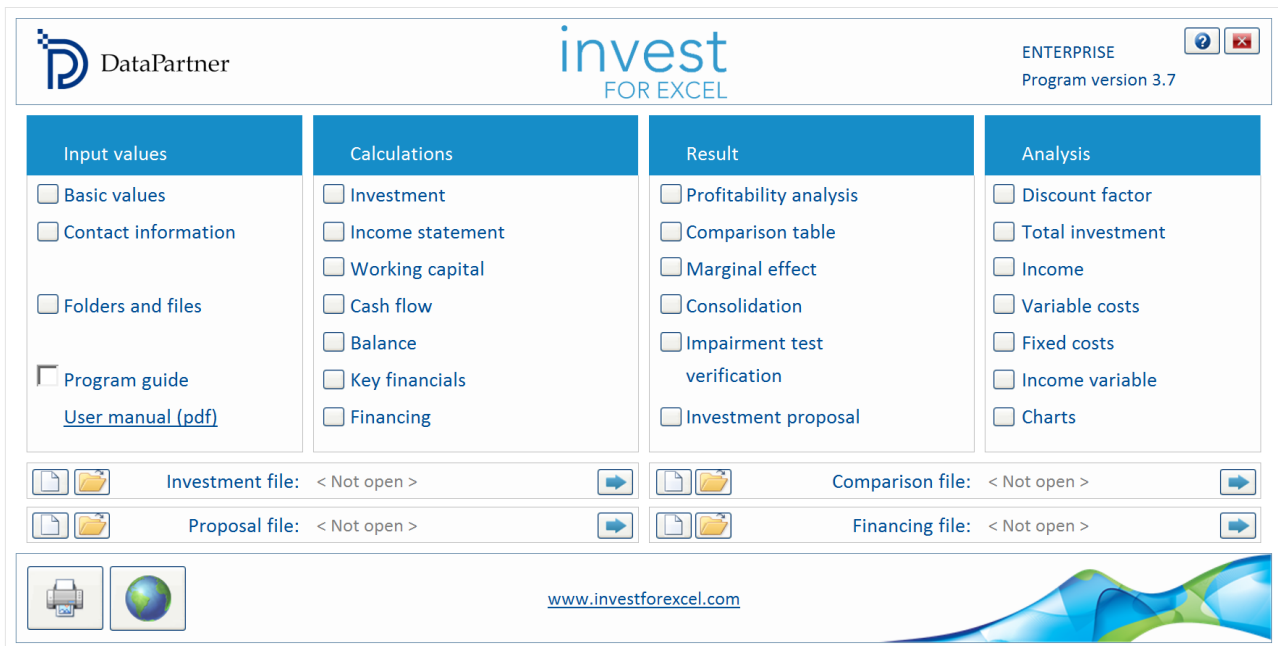 DataPartner
invest
FOR EXCEL
ENTERPRISE
Program version 3.7
Input values
Basic values
Contact information
Folders and files
Program guide
User manual (pdf)
Calculations
Investment
Income statement
Working capital
Cash flow
Balance
Key financials
Financing
Result
Profitability analysis
Comparison table
Marginal effect
Consolidation
Impairment test
verification
Investment proposal
Analysis
Discount factor
Total investment
Income
Variable costs
Fixed costs
Income variable
Charts
Investment file: < Not open >
Comparison file: < Not open >
Proposal file: < Not open >
Financing file: < Not open >
www.investforexcel.com